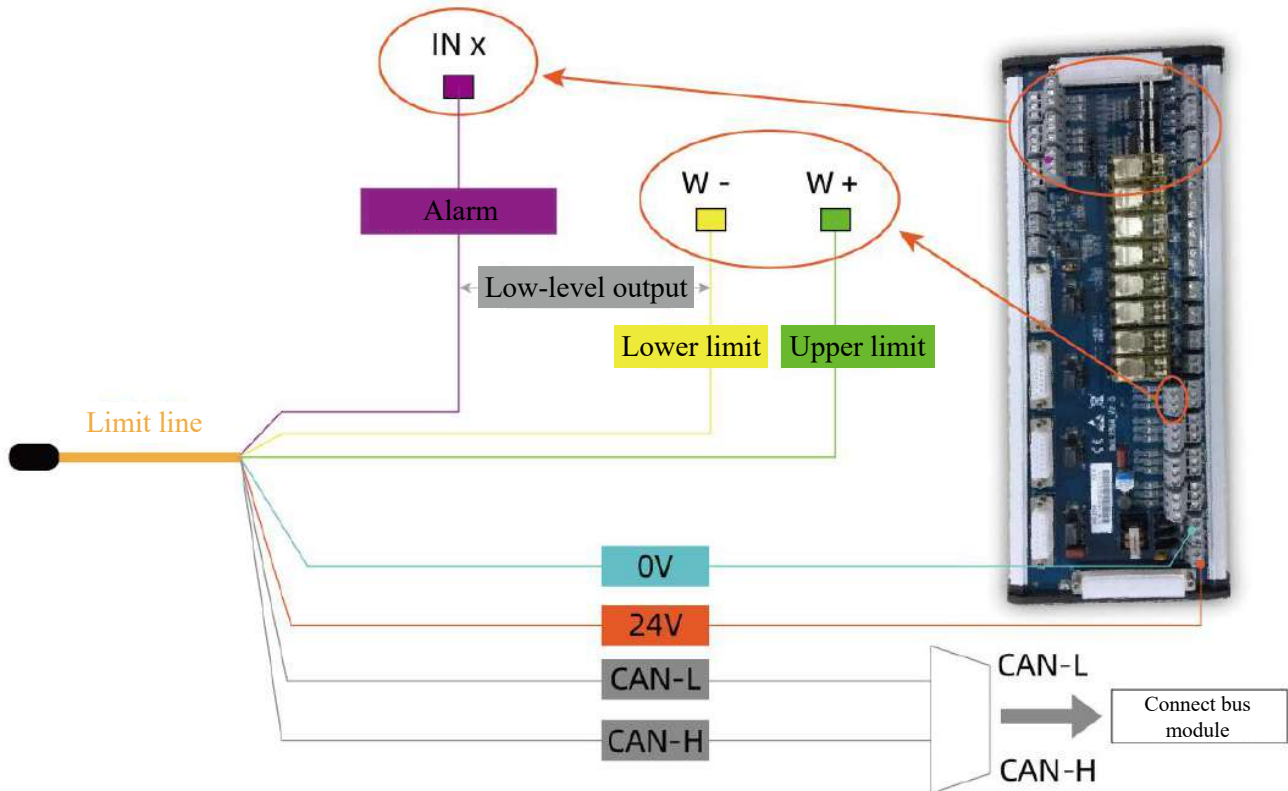 IN x
Alarm
W -
W +
Low-level output
Lower limit
Upper limit
Limit line
0V
24V
CAN-L
CAN-H
CAN-L
Connect bus
module
CAN-H